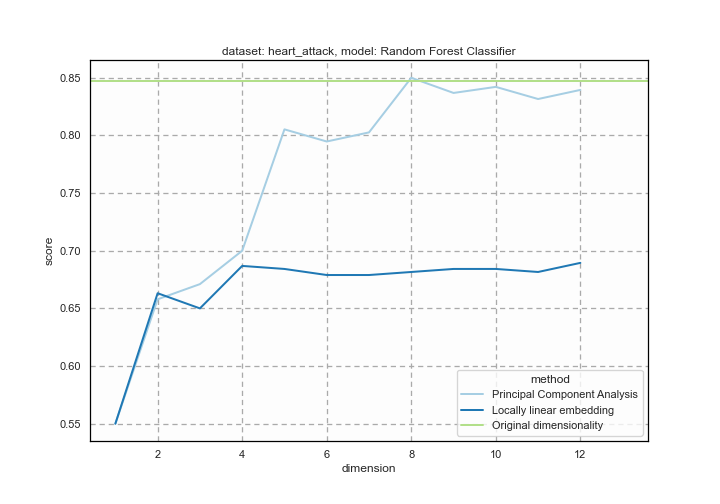 dataset: heart_attack, model: Random Forest Classifier
0.85
0.80
0.75
0.70
0.65
0.60
0.55
score
2
4
6
8
10
12
dimension
method
Principal Component Analysis
Locally linear embedding
Original dimensionality